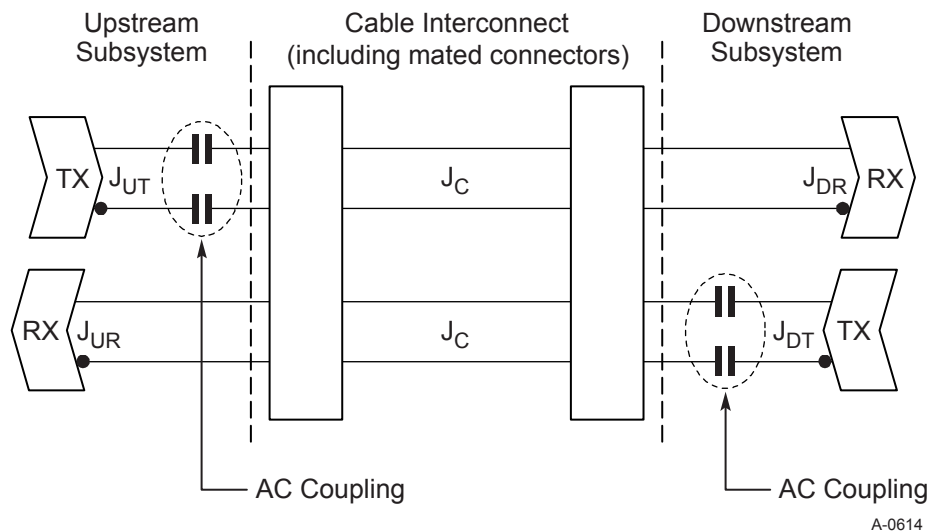 Upstream
Subsystem
Cable Interconnect
(including mated connectors)
Downstream
Subsystem
TX
J_UT
J_C
J_DR
RX
RX
J_UR
J_C
J_DT
TX
AC Coupling
AC Coupling
A-0614